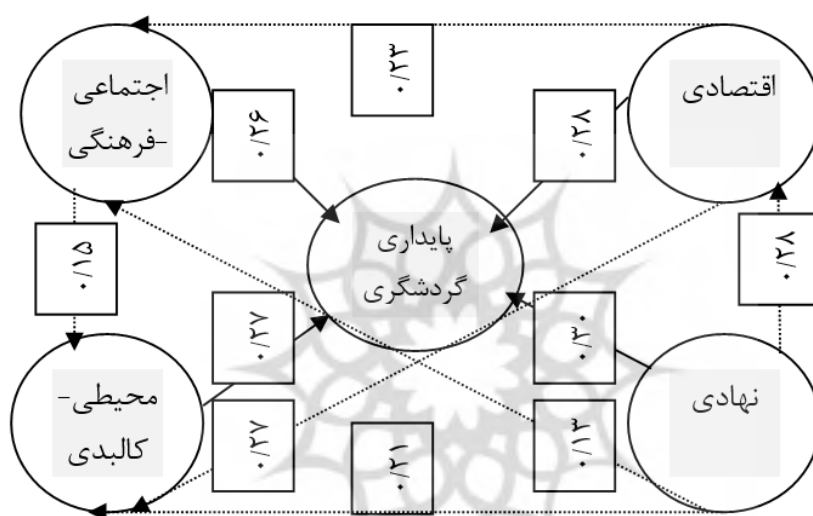 ۰/۲۳
اقتصادی
اجتماعی
-فرهنگی
۰/۲۸
۰/۲۶
پایداری
گردشگری
۰/۲۸
۰/۱۵
۰/۳۰
۰/۲۷
نهادی
محیطی-
کالبدی
۰/۱۳
۰/۲۱
۰/۲۷